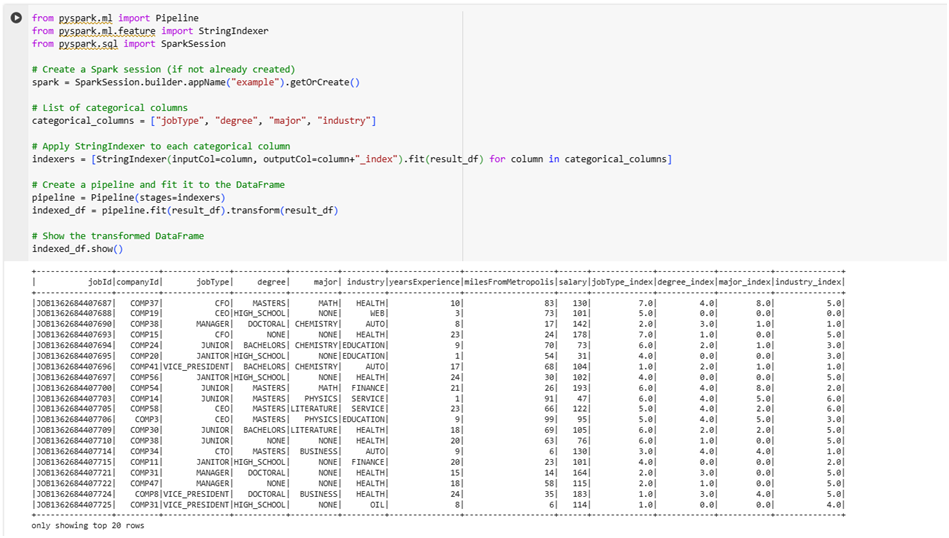 from pyspark.ml import Pipeline
from pyspark.ml.feature import StringIndexer
from pyspark.sql import SparkSession
# Create a Spark session (if not already created)
spark = SparkSession.builder.appName("example").getOrCreate()
# List of categorical columns
categorical_columns = ["jobType", "degree", "major", "industry"]
# Apply StringIndexer to each categorical column
indexers = [StringIndexer(inputCol=column, outputCol=column+"_index").fit(result_df) for column in categorical_columns]
# Create a pipeline and fit it to the DataFrame
pipeline = Pipeline(stages=indexers)
indexed_df = pipeline.fit(result_df).transform(result_df)
# Show the transformed DataFrame
indexed_df.show()
+----------------+---------+--------------+-----------+----------+---------+---------------+-------------------+------+-------------+------------+-----------+--------------+
|           jobId|companyId|       jobType|     degree|     major| industry|yearsExperience|milesFromMetropolis|salary|jobType_index|degree_index|major_index|industry_index|
+----------------+---------+--------------+-----------+----------+---------+---------------+-------------------+------+-------------+------------+-----------+--------------+
|JOB1362684407687|   COMP37|           CFO|    MASTERS|      MATH|   HEALTH|             10|                 83|   130|          7.0|         4.0|        8.0|           5.0|
|JOB1362684407688|   COMP19|           CEO|HIGH_SCHOOL|      NONE|      WEB|              3|                 73|   101|          5.0|         0.0|        0.0|           0.0|
|JOB1362684407690|   COMP38|       MANAGER|   DOCTORAL| CHEMISTRY|     AUTO|              8|                 17|   142|          2.0|         3.0|        1.0|           1.0|
|JOB1362684407693|   COMP15|           CFO|       NONE|      NONE|   HEALTH|             23|                 24|   178|          7.0|         1.0|        0.0|           5.0|
|JOB1362684407694|   COMP24|        JUNIOR|  BACHELORS| CHEMISTRY|EDUCATION|              9|                 70|    73|          6.0|         2.0|        1.0|           3.0|
|JOB1362684407695|   COMP20|       JANITOR|HIGH_SCHOOL|      NONE|EDUCATION|              1|                 54|    31|          4.0|         0.0|        0.0|           3.0|
|JOB1362684407696|   COMP41|VICE_PRESIDENT|  BACHELORS| CHEMISTRY|     AUTO|             17|                 68|   104|          1.0|         2.0|        1.0|           1.0|
|JOB1362684407697|   COMP56|       JANITOR|HIGH_SCHOOL|      NONE|   HEALTH|             24|                 30|   102|          4.0|         0.0|        0.0|           5.0|
|JOB1362684407700|   COMP54|        JUNIOR|    MASTERS|      MATH|  FINANCE|             21|                 26|   193|          6.0|         4.0|        8.0|           2.0|
|JOB1362684407703|   COMP14|        JUNIOR|    MASTERS|   PHYSICS|  SERVICE|              1|                 91|    47|          6.0|         4.0|        5.0|           6.0|
|JOB1362684407705|   COMP58|           CEO|    MASTERS|LITERATURE|  SERVICE|             23|                 66|   122|          5.0|         4.0|        2.0|           6.0|
|JOB1362684407706|    COMP3|           CEO|    MASTERS|   PHYSICS|EDUCATION|              9|                 99|    95|          5.0|         4.0|        5.0|           3.0|
|JOB1362684407709|   COMP30|        JUNIOR|  BACHELORS|LITERATURE|   HEALTH|             18|                 69|   105|          6.0|         2.0|        2.0|           5.0|
|JOB1362684407710|   COMP38|        JUNIOR|       NONE|      NONE|   HEALTH|             20|                 63|    76|          6.0|         1.0|        0.0|           5.0|
|JOB1362684407714|   COMP34|           CTO|    MASTERS|  BUSINESS|     AUTO|              9|                  6|   130|          3.0|         4.0|        4.0|           1.0|
|JOB1362684407715|   COMP11|       JANITOR|HIGH_SCHOOL|      NONE|  FINANCE|             20|                 23|   101|          4.0|         0.0|        0.0|           2.0|
|JOB1362684407721|   COMP31|       MANAGER|   DOCTORAL|      NONE|   HEALTH|             15|                 14|   164|          2.0|         3.0|        0.0|           5.0|
|JOB1362684407722|   COMP47|       MANAGER|       NONE|      NONE|   HEALTH|             18|                 58|   115|          2.0|         1.0|        0.0|           5.0|
|JOB1362684407724|    COMP8|VICE_PRESIDENT|   DOCTORAL|  BUSINESS|   HEALTH|             24|                 35|   183|          1.0|         3.0|        4.0|           5.0|
|JOB1362684407725|   COMP31|VICE_PRESIDENT|HIGH_SCHOOL|      NONE|      OIL|              8|                  6|   114|          1.0|         0.0|        0.0|           4.0|
+----------------+---------+--------------+-----------+----------+---------+---------------+-------------------+------+-------------+------------+-----------+--------------+
only showing top 20 rows